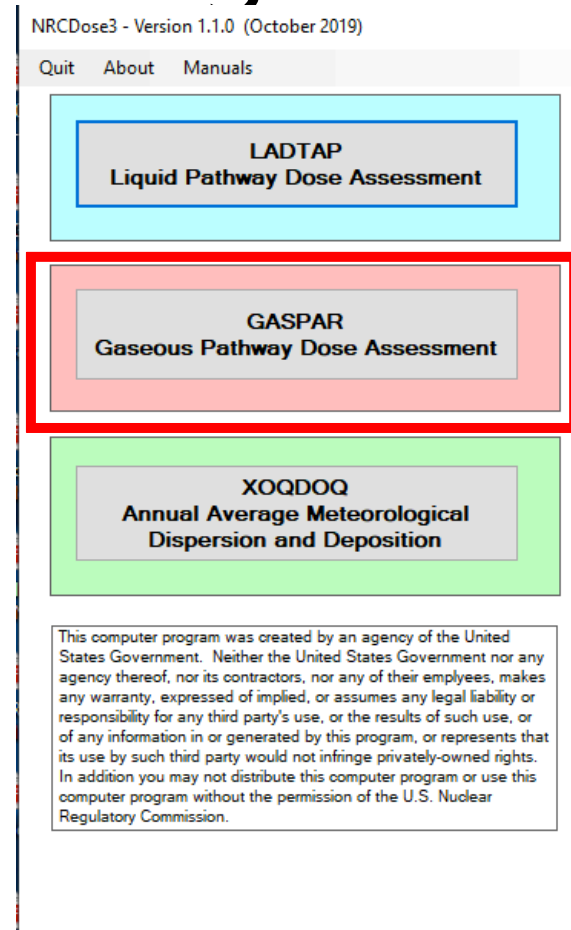 NRCDose3 - Version 1.1.0 (October 2019)
Quit About Manuals
LADTAP
Liquid Pathway Dose Assessment
GASPAR
Gaseous Pathway Dose Assessment
XOQDOQ
Annual Average Meteorological
Dispersion and Deposition
This computer program was created by an agency of the United
States Government. Neither the United States Government nor any
agency thereof, nor its contractors, nor any of their emplyees, makes
any warranty, expressed of implied, or assumes any legal liability or
responsibility for any third party's use, or the results of such use, or
of any information in or generated by this program, or represents that
its use by such third party would not infringe privately-owned rights.
In addition you may not distribute this computer program or use this
computer program without the permission of the U.S. Nuclear
Regulatory Commission.